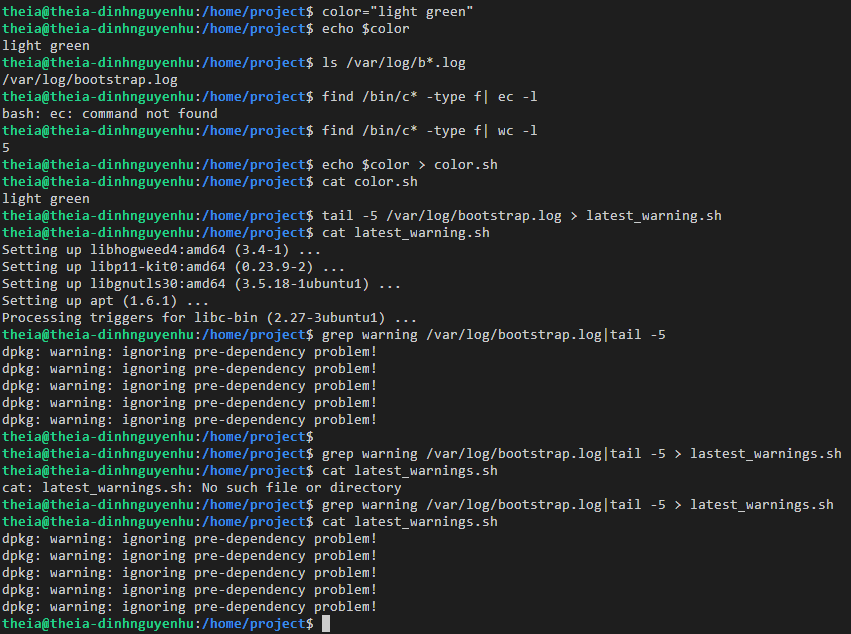 theia@theia-dinhnguyenhu:/home/project$ color="light green"
theia@theia-dinhnguyenhu:/home/project$ echo $color
light green
theia@theia-dinhnguyenhu:/home/project$ ls /var/log/b*.log
/var/log/bootstrap.log
theia@theia-dinhnguyenhu:/home/project$ find /bin/c* -type f| ec -l
bash: ec: command not found
theia@theia-dinhnguyenhu:/home/project$ find /bin/c* -type f| wc -l
5
theia@theia-dinhnguyenhu:/home/project$ echo $color > color.sh
theia@theia-dinhnguyenhu:/home/project$ cat color.sh
light green
theia@theia-dinhnguyenhu:/home/project$ tail -5 /var/log/bootstrap.log > latest_warning.sh
theia@theia-dinhnguyenhu:/home/project$ cat latest_warning.sh
Setting up libhogweed4:amd64 (3.4-1) ...
Setting up libp11-kit0:amd64 (0.23.9-2) ...
Setting up libgnutls30:amd64 (3.5.18-1ubuntu1) ...
Setting up apt (1.6.1) ...
Processing triggers for libc-bin (2.27-3ubuntu1) ...
theia@theia-dinhnguyenhu:/home/project$ grep warning /var/log/bootstrap.log|tail -5
dpkg: warning: ignoring pre-dependency problem!
dpkg: warning: ignoring pre-dependency problem!
dpkg: warning: ignoring pre-dependency problem!
dpkg: warning: ignoring pre-dependency problem!
dpkg: warning: ignoring pre-dependency problem!
theia@theia-dinhnguyenhu:/home/project$
theia@theia-dinhnguyenhu:/home/project$ grep warning /var/log/bootstrap.log|tail -5 > lastest_warnings.sh
theia@theia-dinhnguyenhu:/home/project$ cat latest_warnings.sh
cat: latest_warnings.sh: No such file or directory
theia@theia-dinhnguyenhu:/home/project$ grep warning /var/log/bootstrap.log|tail -5 > latest_warnings.sh
theia@theia-dinhnguyenhu:/home/project$ cat latest_warnings.sh
dpkg: warning: ignoring pre-dependency problem!
dpkg: warning: ignoring pre-dependency problem!
dpkg: warning: ignoring pre-dependency problem!
dpkg: warning: ignoring pre-dependency problem!
dpkg: warning: ignoring pre-dependency problem!
theia@theia-dinhnguyenhu:/home/project$